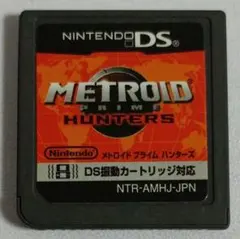 NINTENDO DS
METROID
PRIME
HUNTERS
Nintendo メトロイド プライム ハンターズ
DS振動カートリッジ対応
NTR-AMHJ-JPN